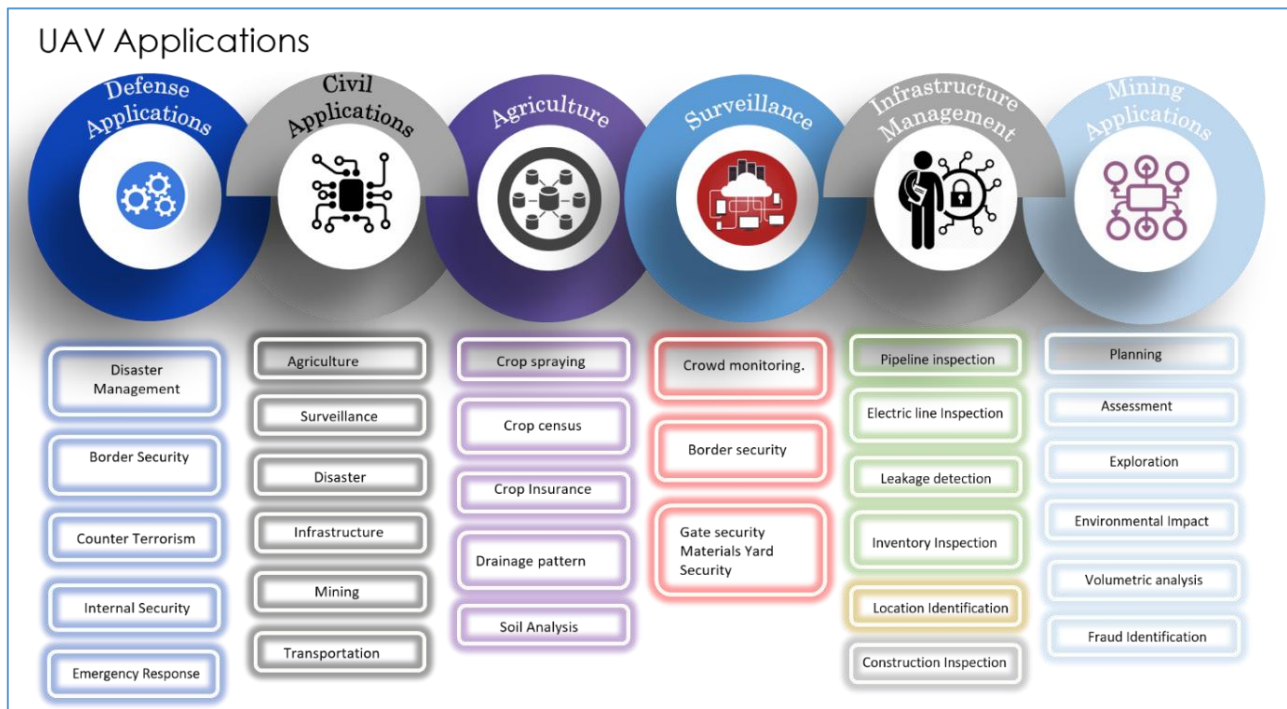 UAV Applications
Defense
Applications
Civil
Applications
Agriculture
Surveillance
Infrastructure
Management
Mining
Applications
Disaster
Management
Border Security
Counter Terrorism
Internal Security
Emergency Response
Agriculture
Surveillance
Disaster
Infrastructure
Mining
Transportation
Crop spraying
Crop census
Crop Insurance
Drainage pattern
Soil Analysis
Crowd monitoring.
Border security
Gate security
Materials Yard
Security
Pipeline inspection
Electric line Inspection
Leakage detection
Inventory Inspection
Location Identification
Construction Inspection
Planning
Assessment
Exploration
Environmental Impact
Volumetric analysis
Fraud Identification